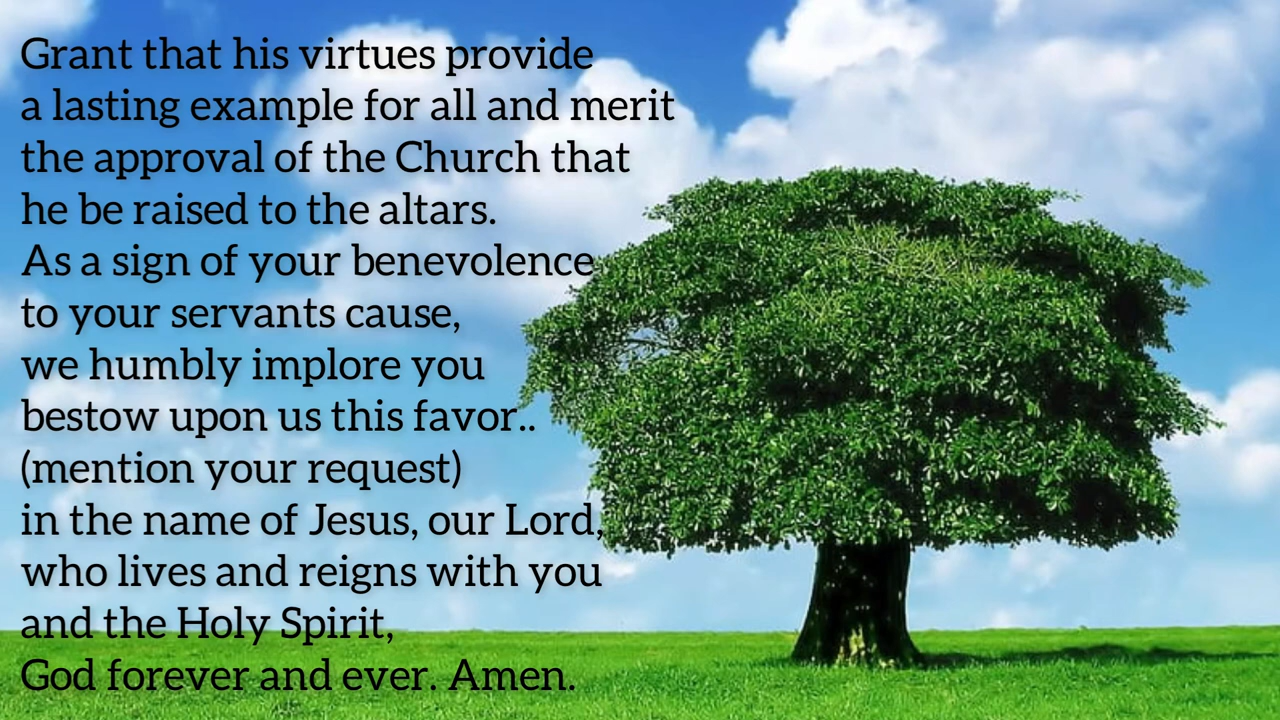 Grant that his virtues provide
a lasting example for all and merit
the approval of the Church that
he be raised to the altars.
As a sign of your benevolence
to your servants cause,
we humbly implore you
bestow upon us this favor..
(mention your request)
in the name of Jesus, our Lord,
who lives and reigns with you
and the Holy Spirit,
God forever and ever. Amen.